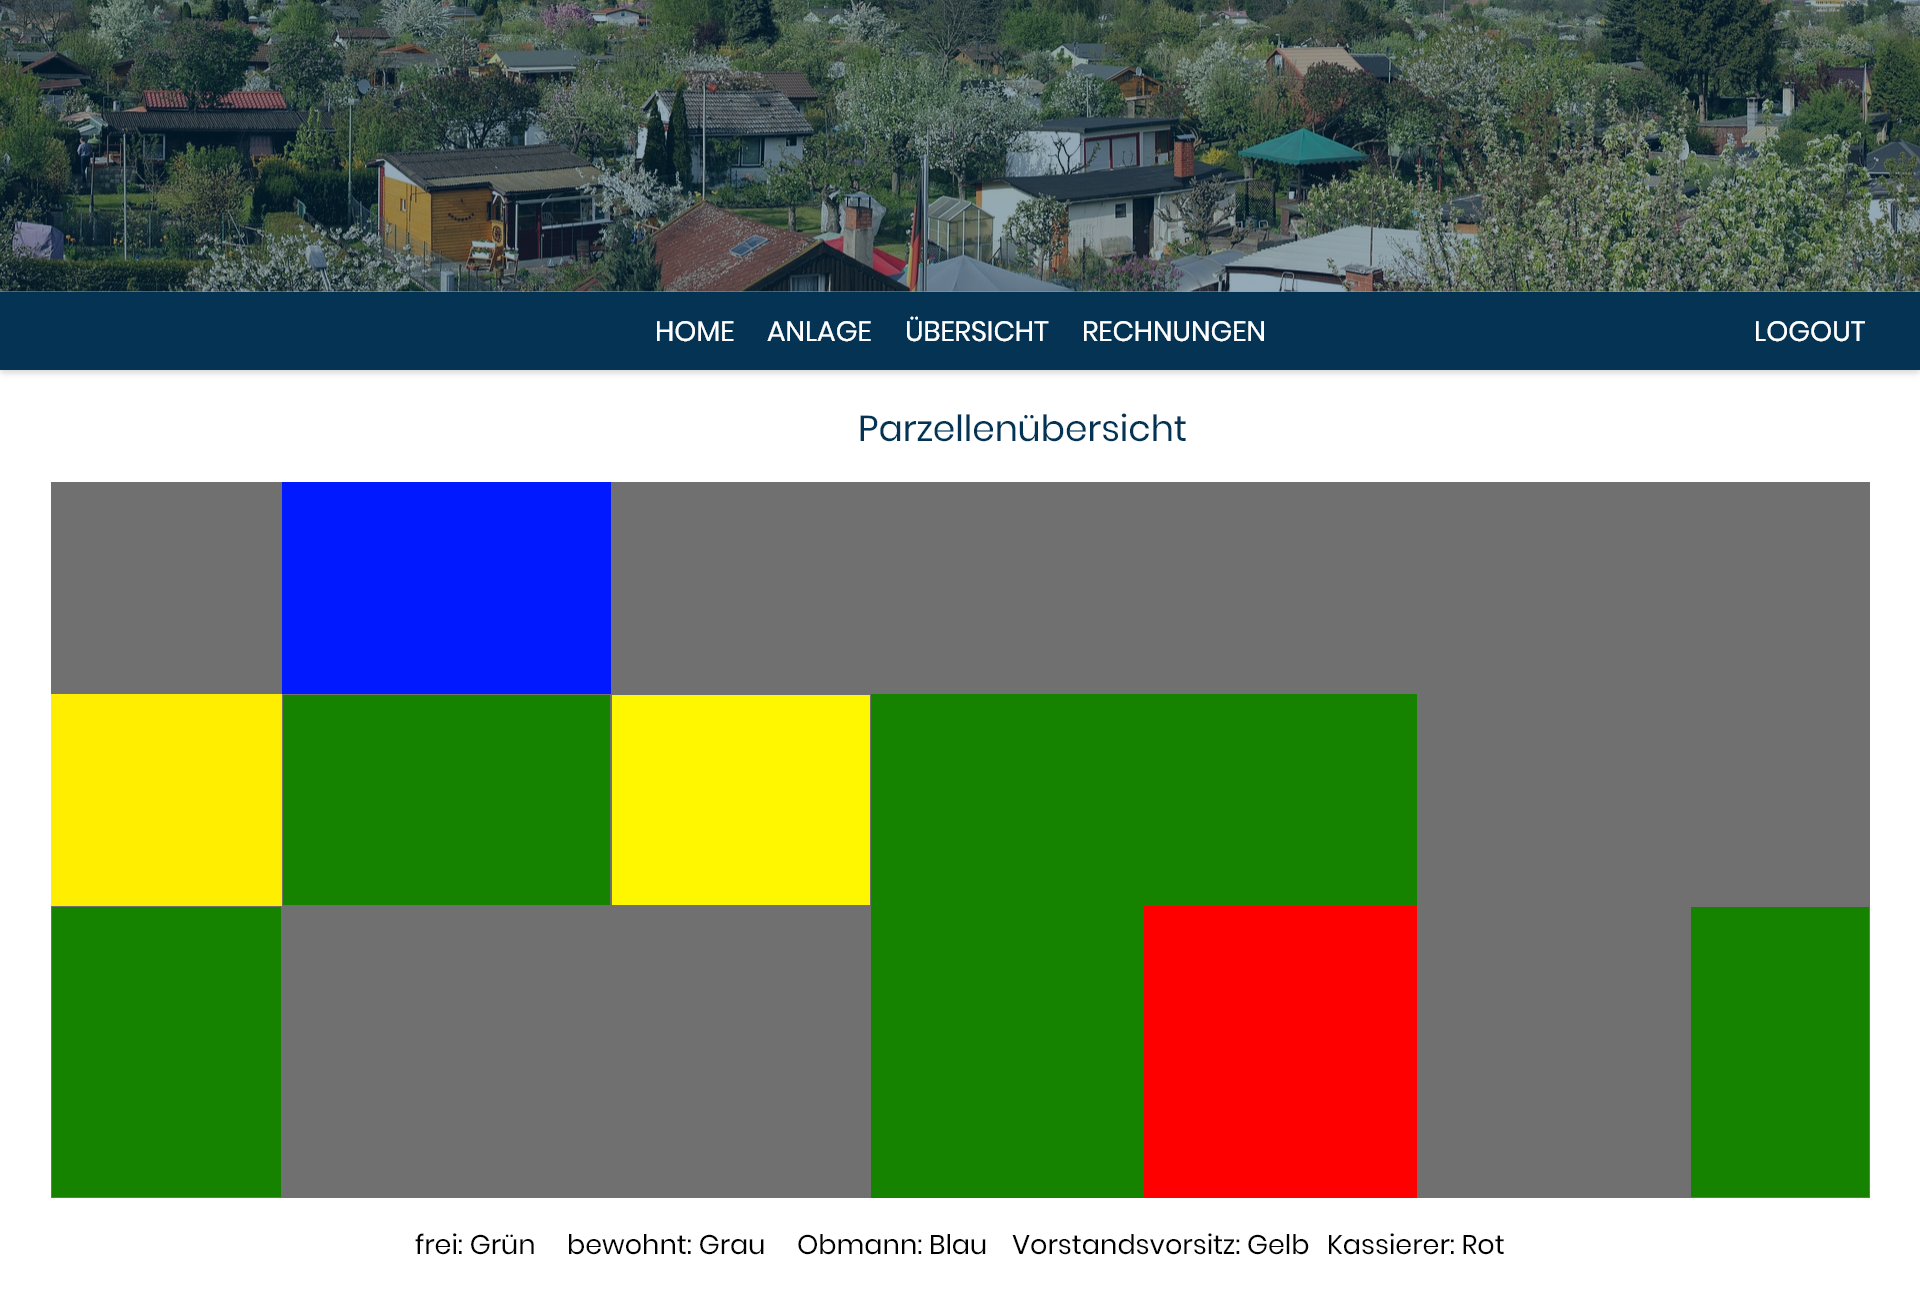 HOME ANLAGE ÜBERSICHT RECHNUNGEN LOGOUT
Parzellenübersicht
frei: Grün bewohnt: Grau Obmann: Blau Vorstandsvorsitz: Gelb Kassierer: Rot